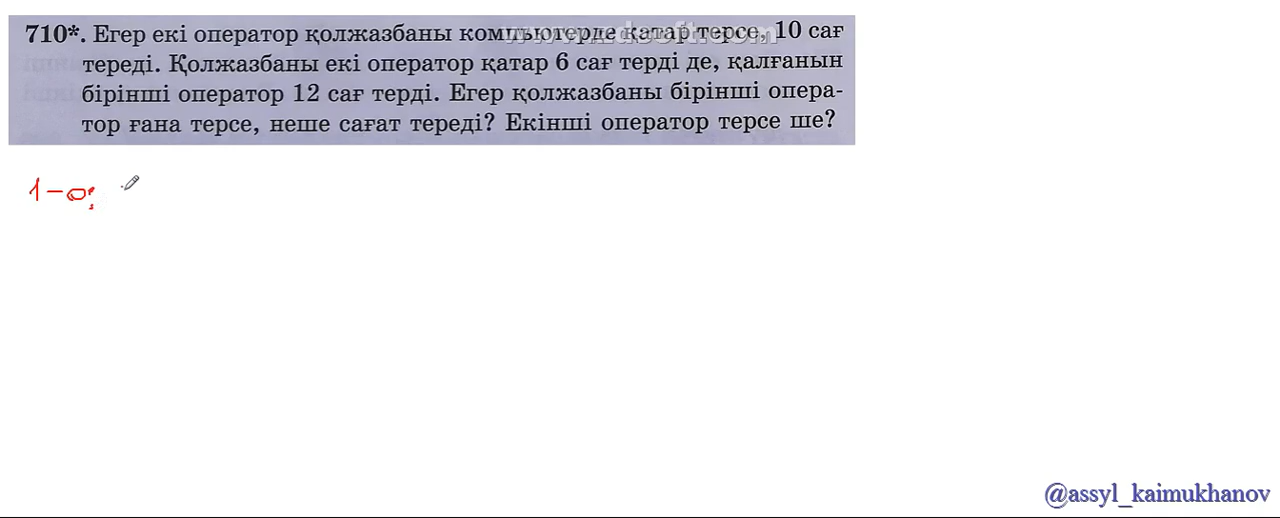 710*. Егер екі оператор қолжазбаны компьютерде қатар терсе, 10 сағ
тереді. Қолжазбаны екі оператор қатар 6 сағ терді де, қалғанын
бірінші оператор 12 сағ терді. Егер қолжазбаны бірінші опера-
тор ғана терсе, неше сағат тереді? Екінші оператор терсе ше?
1-о:
@assyl_kaimukhanov